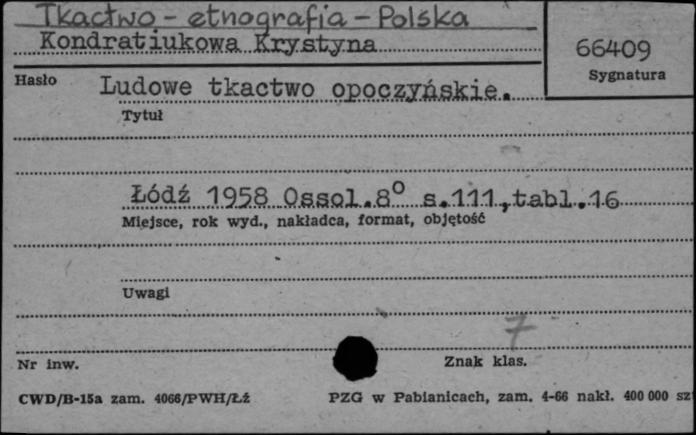 Tkactwo - etnografia - Polska
Kondratiukowa Krystyna
66409
Sygnatura
Hasło
Ludowe tkactwo opoczyńskie.
Tytuł
Łódź 1958 Ossol.8° s.111,tabl.16
Miejsce, rok wyd., nakładca, format, objętość
Uwagi
7
Nr inw.
Znak klas.
CWD/B-15a zam. 4066/PWH/Łź
PZG w Pabianicach, zam. 4-66 nakł. 400 000 szt